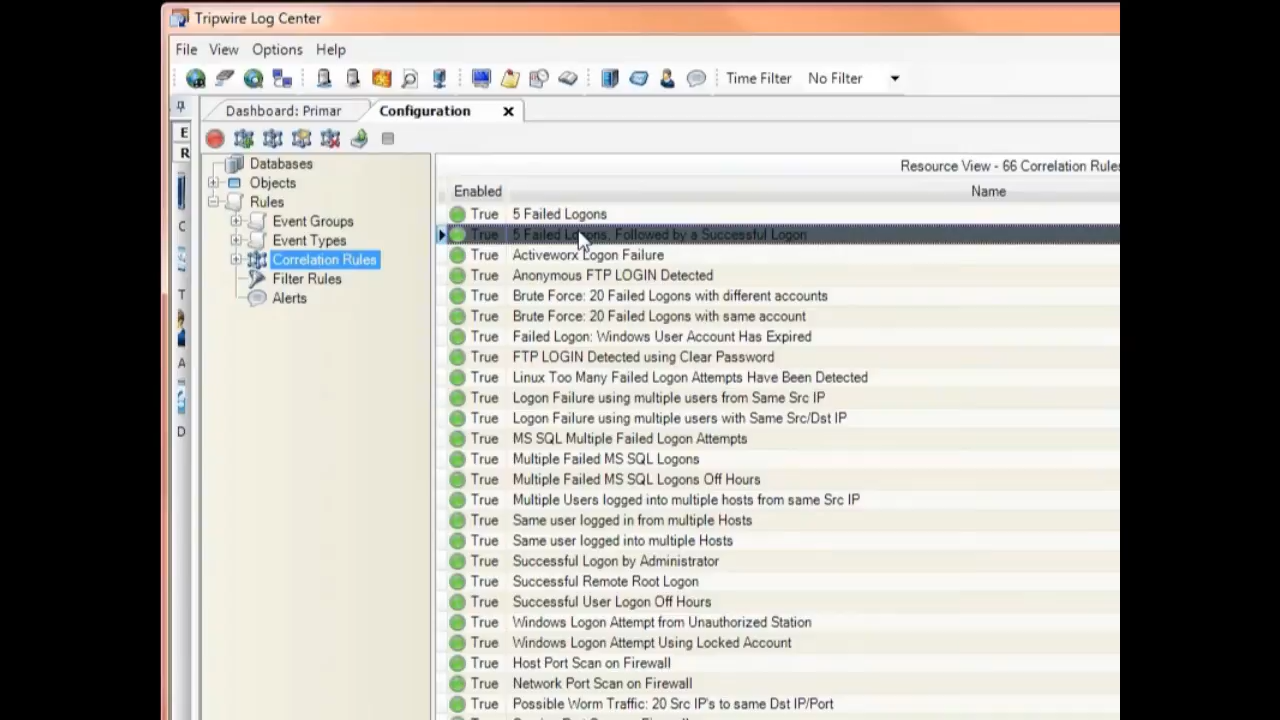 Tripwire Log Center
File View Options Help
Time Filter No Filter
Dashboard: Primar Configuration
E
R
C
T
A
D
Databases
Objects
Rules
Event Groups
Event Types
Correlation Rules
Filter Rules
Alerts
Resource View - 66 Correlation Rules
Enabled Name
True 5 Failed Logons
True 5 Failed Logons, Followed by a Successful Logon
True Activeworx Logon Failure
True Anonymous FTP LOGIN Detected
True Brute Force: 20 Failed Logons with different accounts
True Brute Force: 20 Failed Logons with same account
True Failed Logon: Windows User Account Has Expired
True FTP LOGIN Detected using Clear Password
True Linux Too Many Failed Logon Attempts Have Been Detected
True Logon Failure using multiple users from Same Src IP
True Logon Failure using multiple users with Same Src/Dst IP
True MS SQL Multiple Failed Logon Attempts
True Multiple Failed MS SQL Logons
True Multiple Failed MS SQL Logons Off Hours
True Multiple Users logged into multiple hosts from same Src IP
True Same user logged in from multiple Hosts
True Same user logged into multiple Hosts
True Successful Logon by Administrator
True Successful Remote Root Logon
True Successful User Logon Off Hours
True Windows Logon Attempt from Unauthorized Station
True Windows Logon Attempt Using Locked Account
True Host Port Scan on Firewall
True Network Port Scan on Firewall
True Possible Worm Traffic: 20 Src IP's to same Dst IP/Port